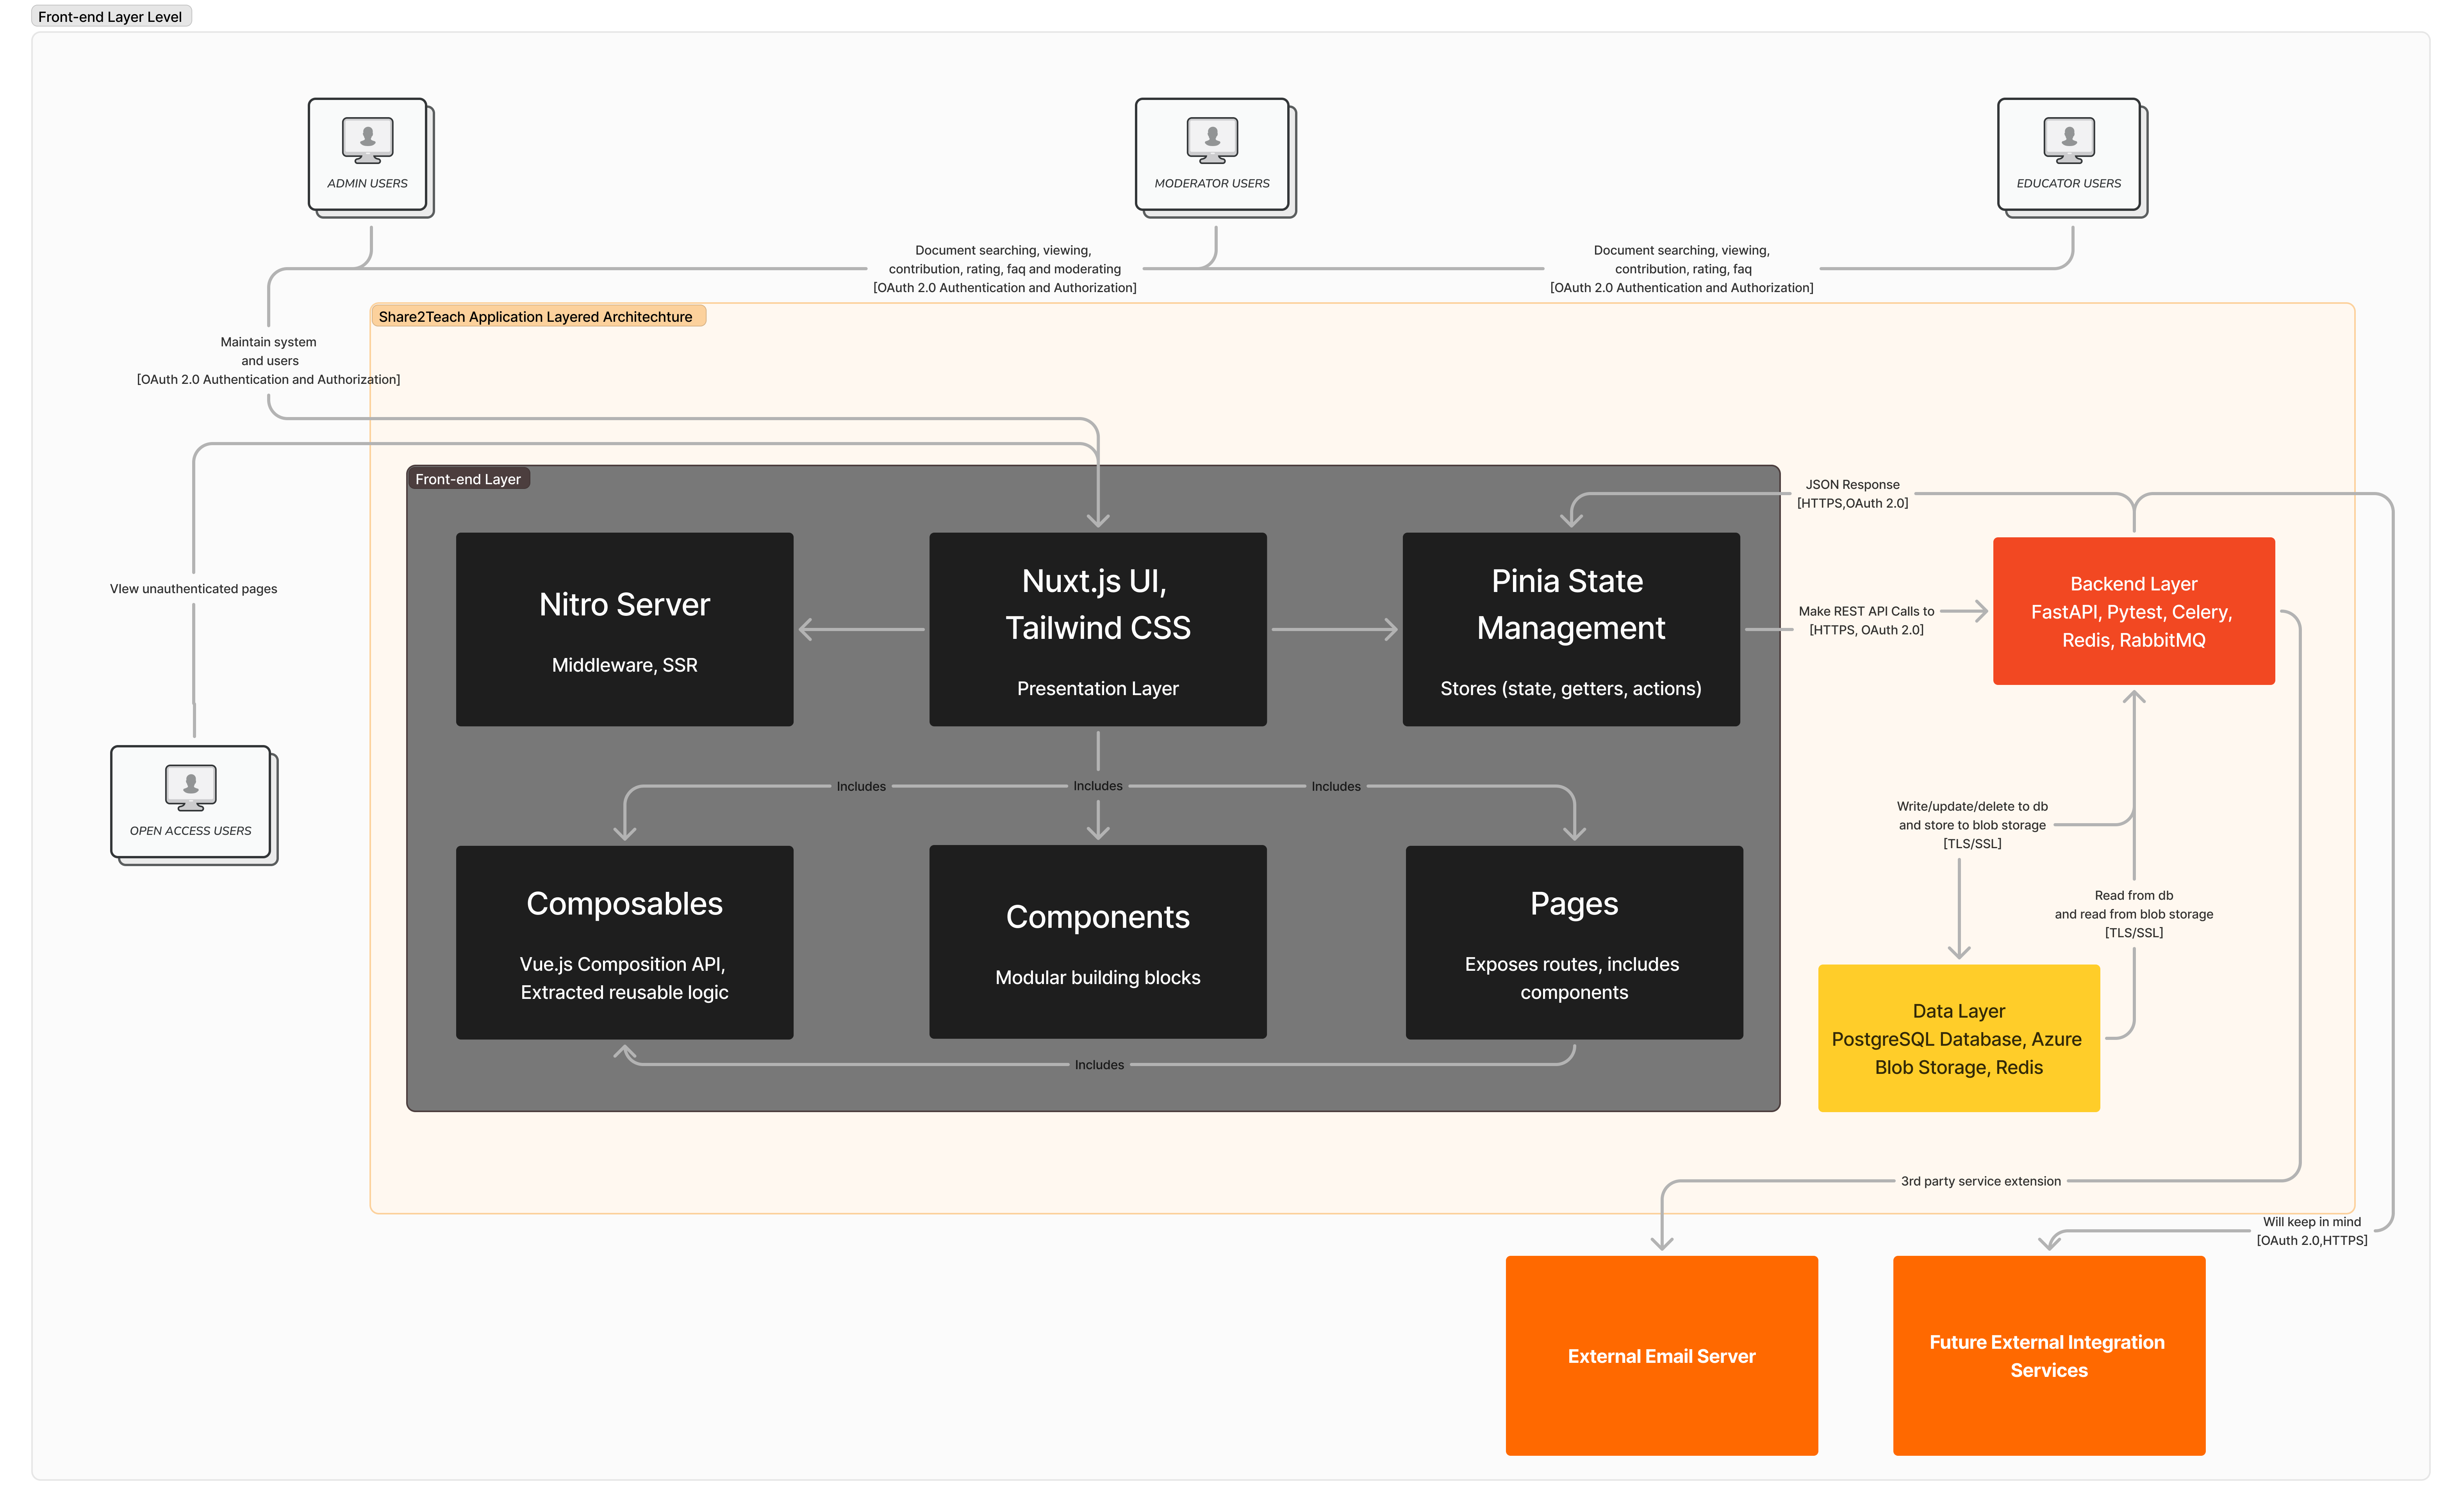 Front-end Layer Level
ADMIN USERS
MODERATOR USERS
EDUCATOR USERS
Document searching, viewing,
contribution, rating, faq and moderating
[OAuth 2.0 Authentication and Authorization]
Document searching, viewing,
contribution, rating, faq
[OAuth 2.0 Authentication and Authorization]
Share2Teach Application Layered Architechture
Maintain system
and users
[OAuth 2.0 Authentication and Authorization]
Front-end Layer
JSON Response
[HTTPS,OAuth 2.0]
Nitro Server
Middleware, SSR
Nuxt.js UI,
Tailwind CSS
Presentation Layer
Pinia State
Management
Stores (state, getters, actions)
Make REST API Calls to
[HTTPS, OAuth 2.0]
Backend Layer
FastAPI, Pytest, Celery,
Redis, RabbitMQ
VIew unauthenticated pages
OPEN ACCESS USERS
Includes
Includes
Includes
Composables
Vue.js Composition API,
Extracted reusable logic
Components
Modular building blocks
Pages
Exposes routes, includes
components
Includes
Write/update/delete to db
and store to blob storage
[TLS/SSL]
Read from db
and read from blob storage
[TLS/SSL]
Data Layer
PostgreSQL Database, Azure
Blob Storage, Redis
3rd party service extension
Will keep in mind
[OAuth 2.0,HTTPS]
External Email Server
Future External Integration
Services